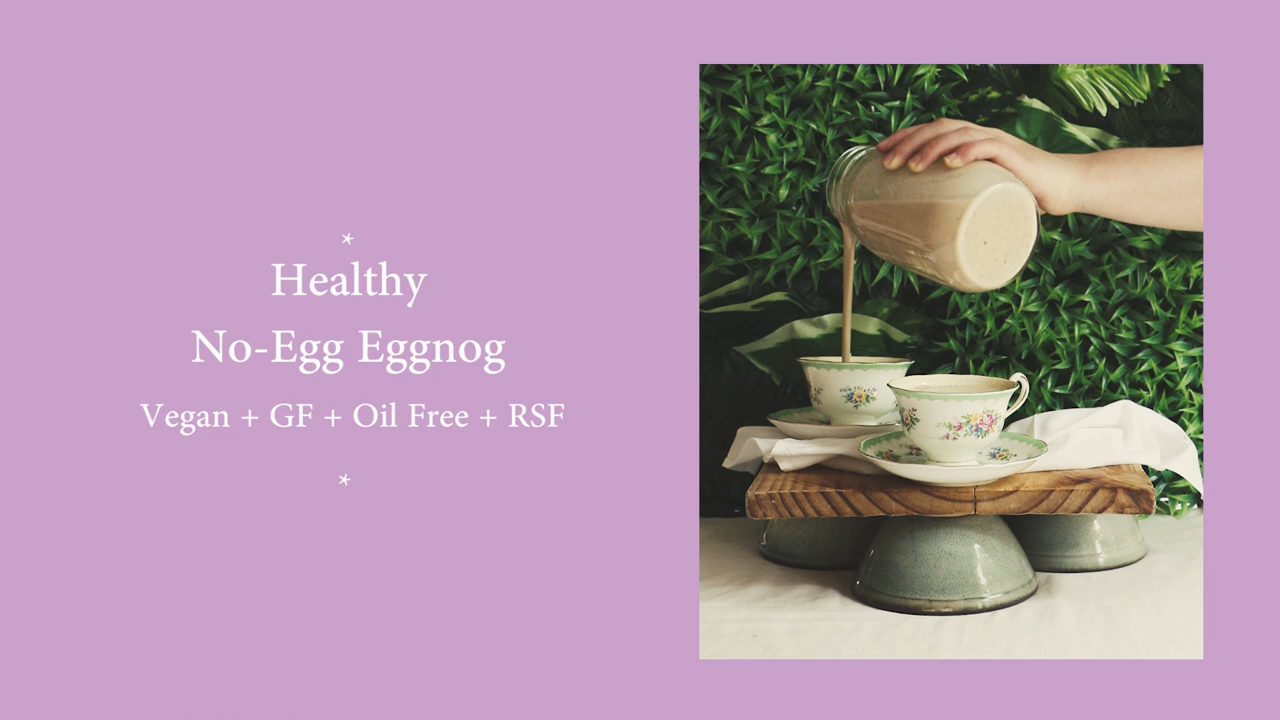 *
Healthy
No-Egg Eggnog
Vegan + GF + Oil Free + RSF
*